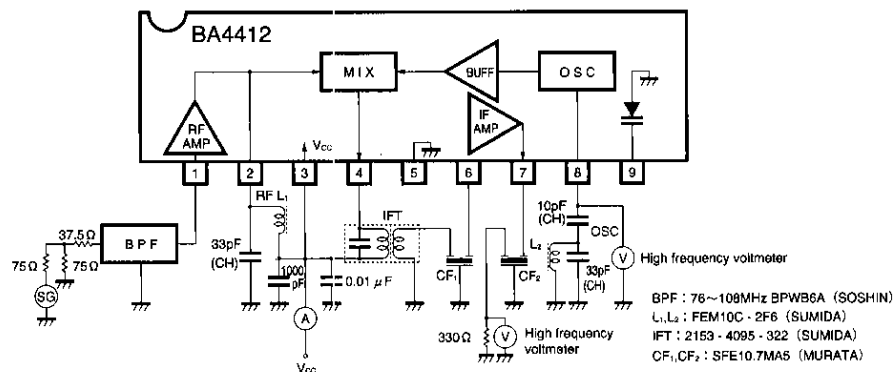 BA4412
MIX
BUFF
OSC
IF
AMP
RF
AMP
VCC
1
2
3
4
5
6
7
8
9
RF L1
IFT
10pF
(CH)
OSC
37.5Ω
BPF
33pF
(CH)
75Ω
75Ω
SG
1000
pF
0.01 μF
CF1
CF2
L2
33pF
(CH)
V
High frequency voltmeter
A
330Ω
V
High frequency
voltmeter
VCC
BPF : 76~108MHz BPWB6A (SOSHIN)
L1,L2 : FEM10C - 2F6 (SUMIDA)
IFT : 2153 - 4095 - 322 (SUMIDA)
CF1,CF2 : SFE10.7MA5 (MURATA)